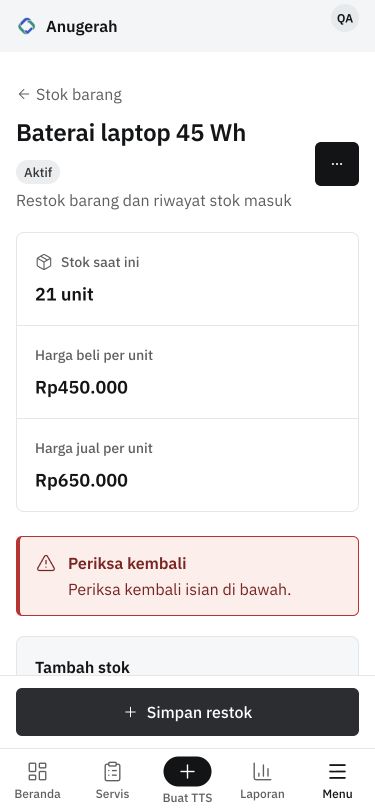 Anugerah
QA
← Stok barang
Baterai laptop 45 Wh
Aktif
...
Restok barang dan riwayat stok masuk
Stok saat ini
21 unit
Harga beli per unit
Rp450.000
Harga jual per unit
Rp650.000
Periksa kembali
Periksa kembali isian di bawah.
Tambah stok
+ Simpan restok
Beranda
Servis
Buat TTS
Laporan
Menu